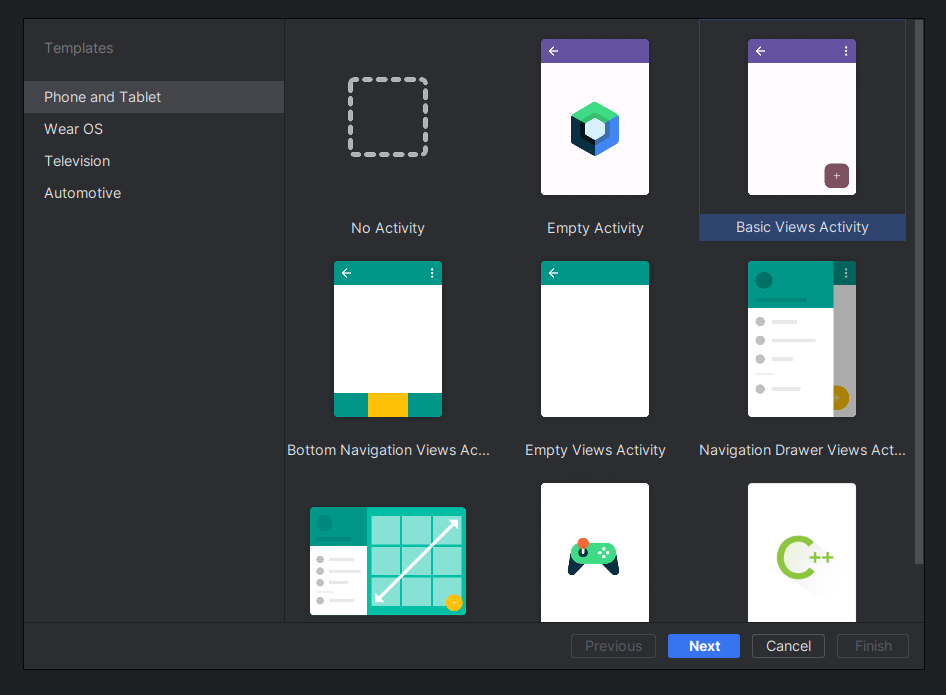 Templates
Phone and Tablet
Wear OS
Television
Automotive
No Activity
Empty Activity
Basic Views Activity
Bottom Navigation Views Ac...
Empty Views Activity
Navigation Drawer Views Act...
C++
Previous
Next
Cancel
Finish